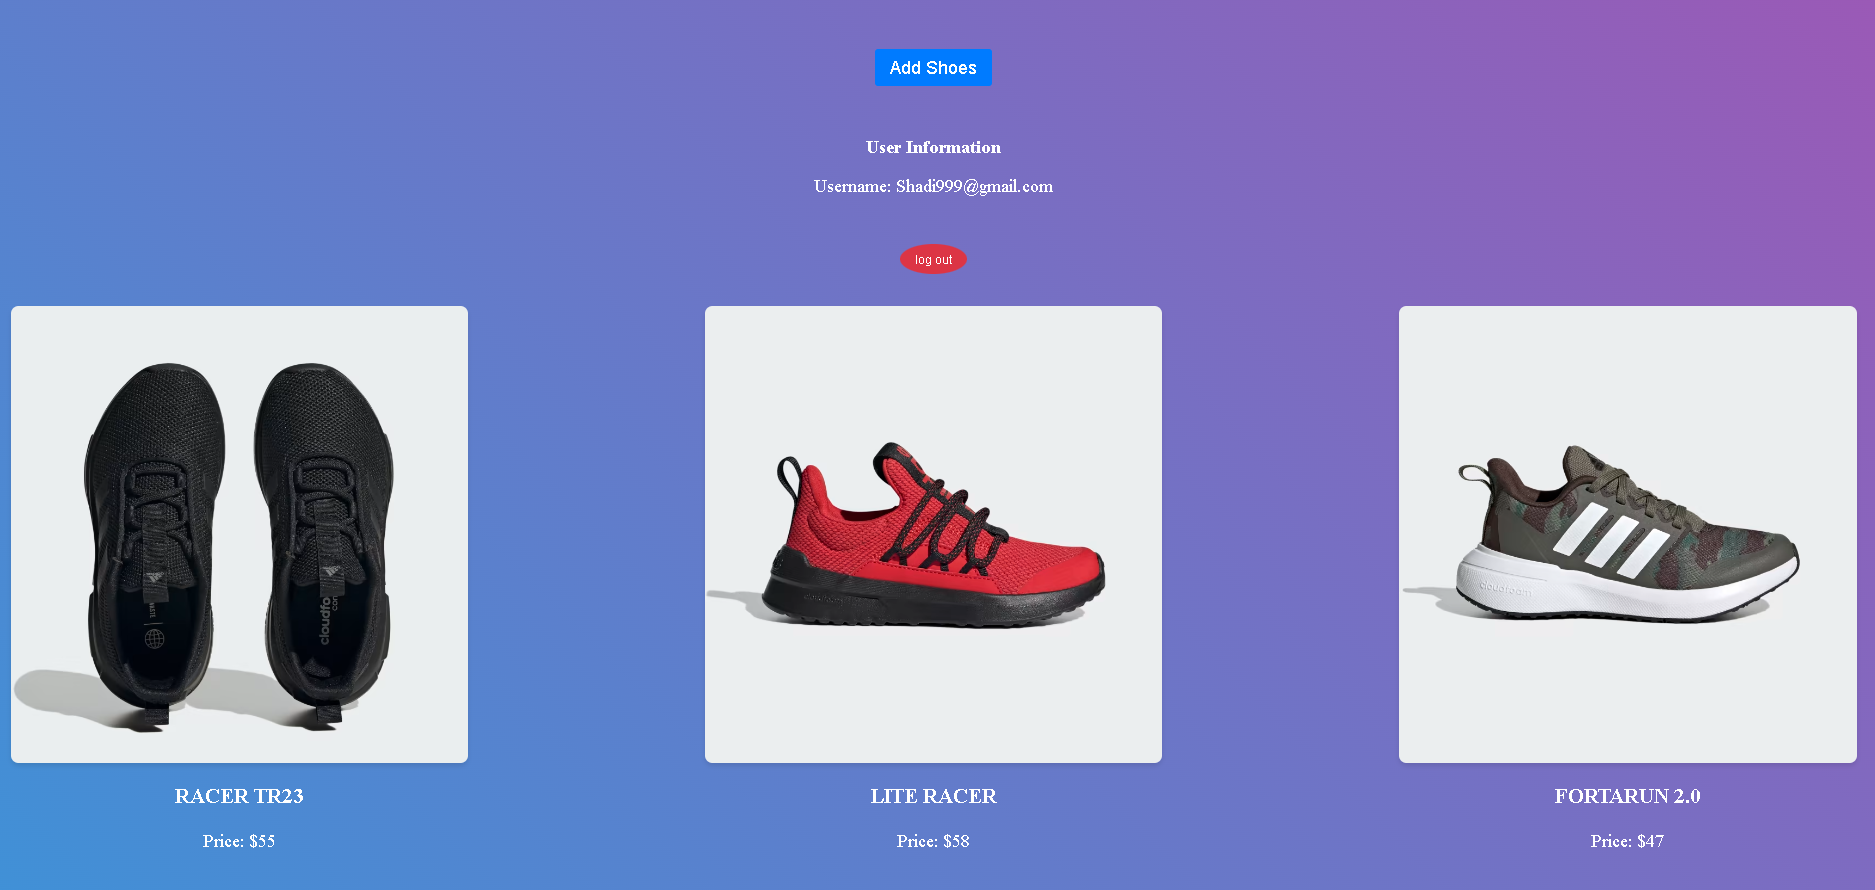 Add Shoes
User Information
Username: Shadi999@gmail.com
log out
cloudfoam
RACER TR23
LITE RACER
FORTARUN 2.0
Price: $55
Price: $58
Price: $47